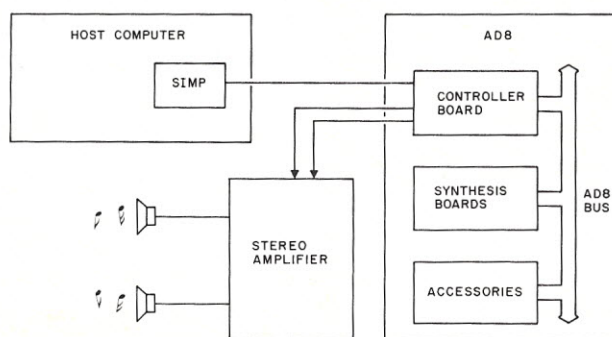 HOST COMPUTER
SIMP
AD8
CONTROLLER
BOARD
SYNTHESIS
BOARDS
AD8
BUS
STEREO
AMPLIFIER
ACCESSORIES